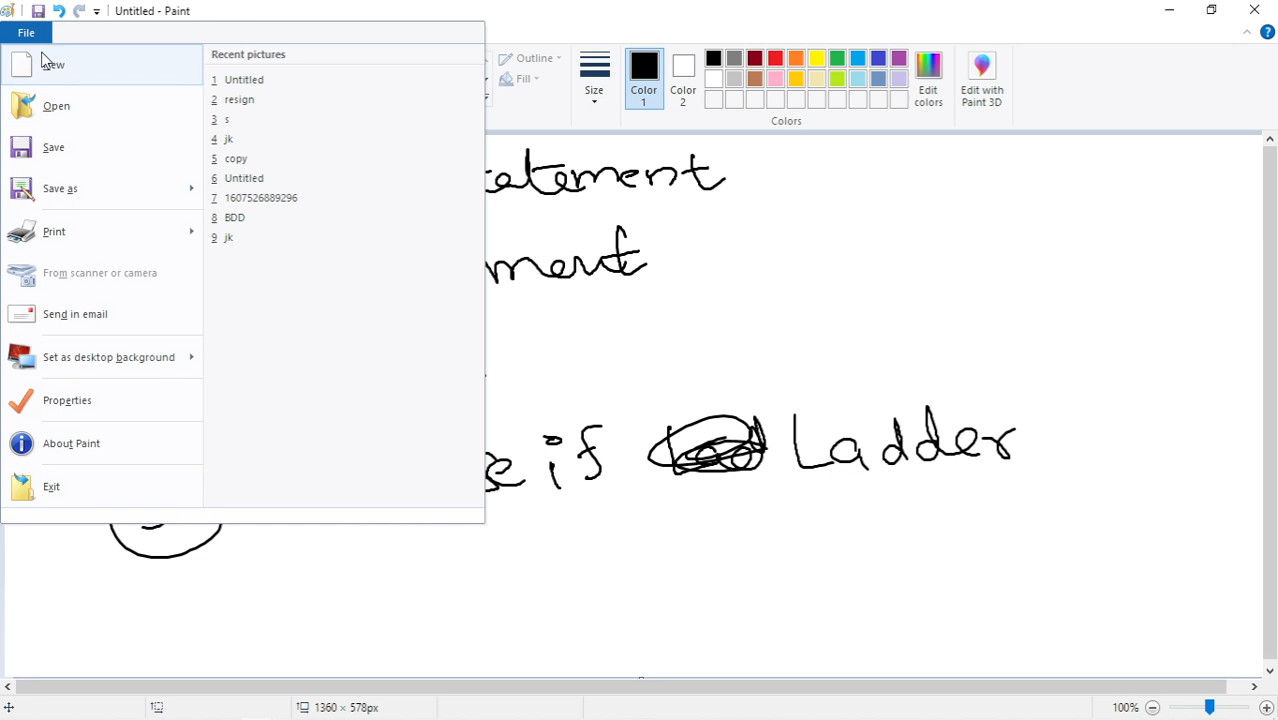 Untitled - Paint
File
New
Open
Save
Save as
Print
From scanner or camera
Send in email
Set as desktop background
Properties
About Paint
Exit
Recent pictures
1 Untitled
2 resign
3 s
4 jk
5 copy
6 Untitled
7 1607526889296
8 BDD
9 jk
Outline
Fill
Size
Color 1
Color 2
Edit colors
Edit with Paint 3D
Colors
atement
ment
e if Ladder
1360 × 578px
100%